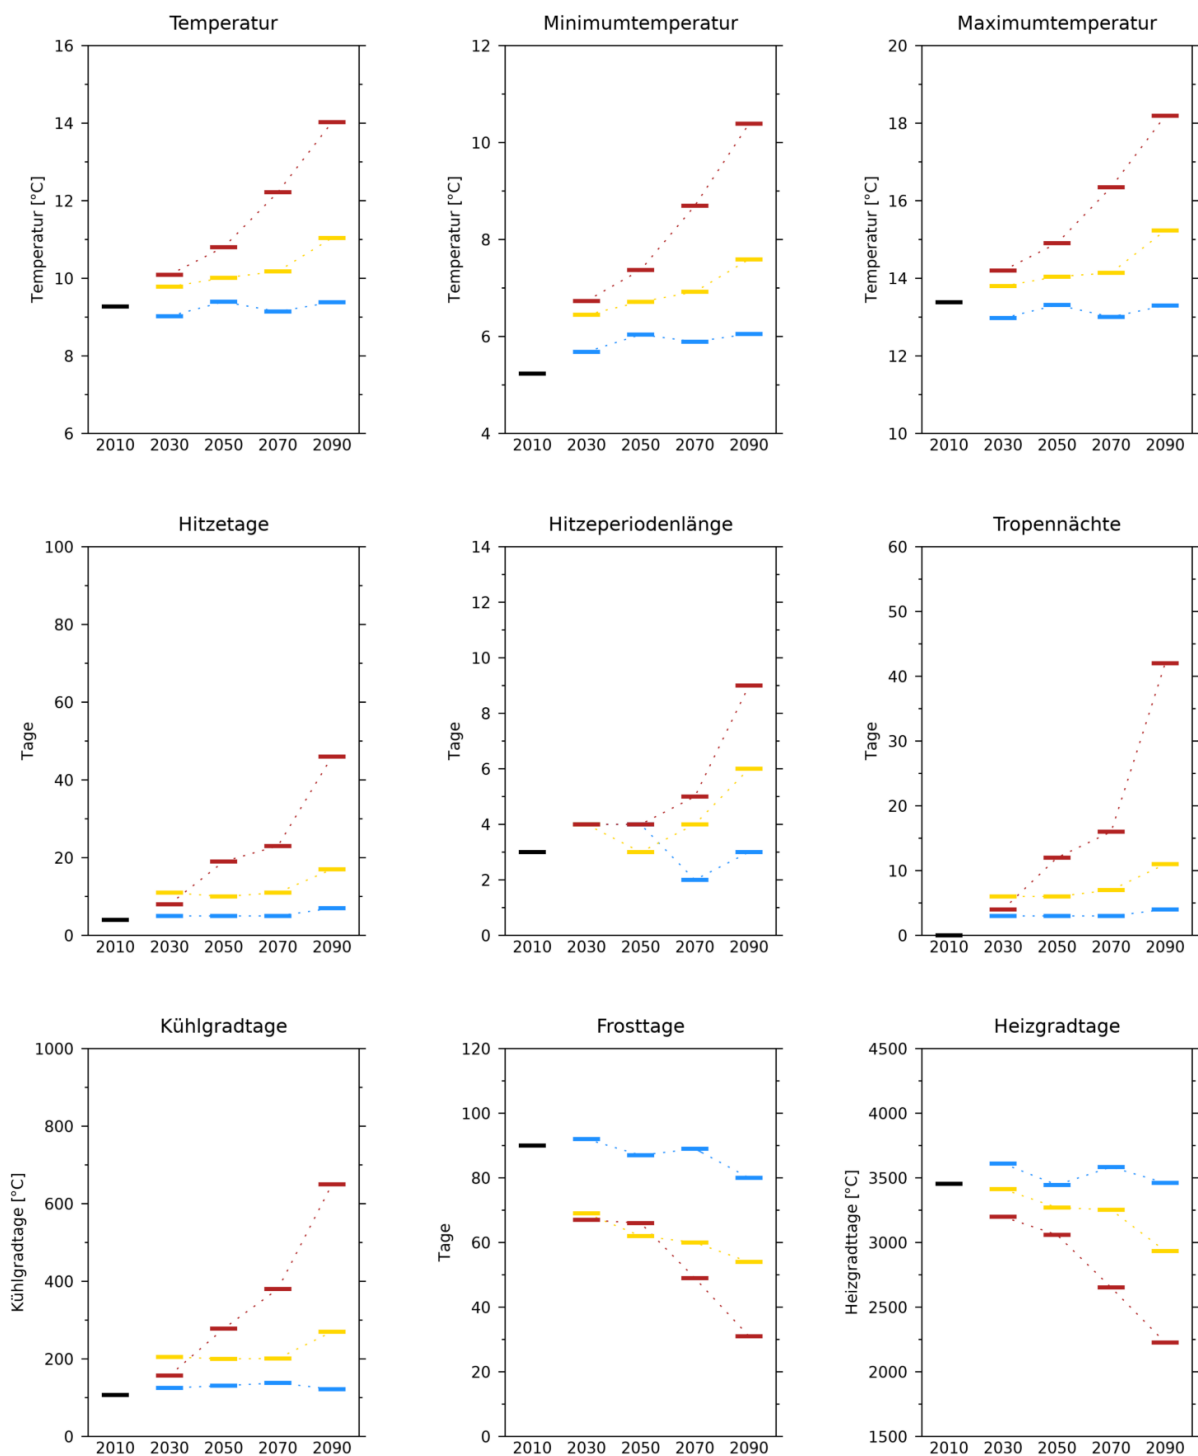 Temperatur
Minimumtemperatur
Maximumtemperatur
Temperatur [°C]
16
14
12
10
8
6
2010 2030 2050 2070 2090
Temperatur [°C]
12
10
8
6
4
2010 2030 2050 2070 2090
Temperatur [°C]
20
18
16
14
12
10
2010 2030 2050 2070 2090
Hitzetage
Hitzeperiodenlänge
Tropennächte
Tage
100
80
60
40
20
0
2010 2030 2050 2070 2090
Tage
14
12
10
8
6
4
2
0
2010 2030 2050 2070 2090
Tage
60
50
40
30
20
10
0
2010 2030 2050 2070 2090
Kühlgradtage
Frosttage
Heizgradtage
Kühlgradtage [°C]
1000
800
600
400
200
0
2010 2030 2050 2070 2090
Tage
120
100
80
60
40
20
0
2010 2030 2050 2070 2090
Heizgradttage [°C]
4500
4000
3500
3000
2500
2000
1500
2010 2030 2050 2070 2090